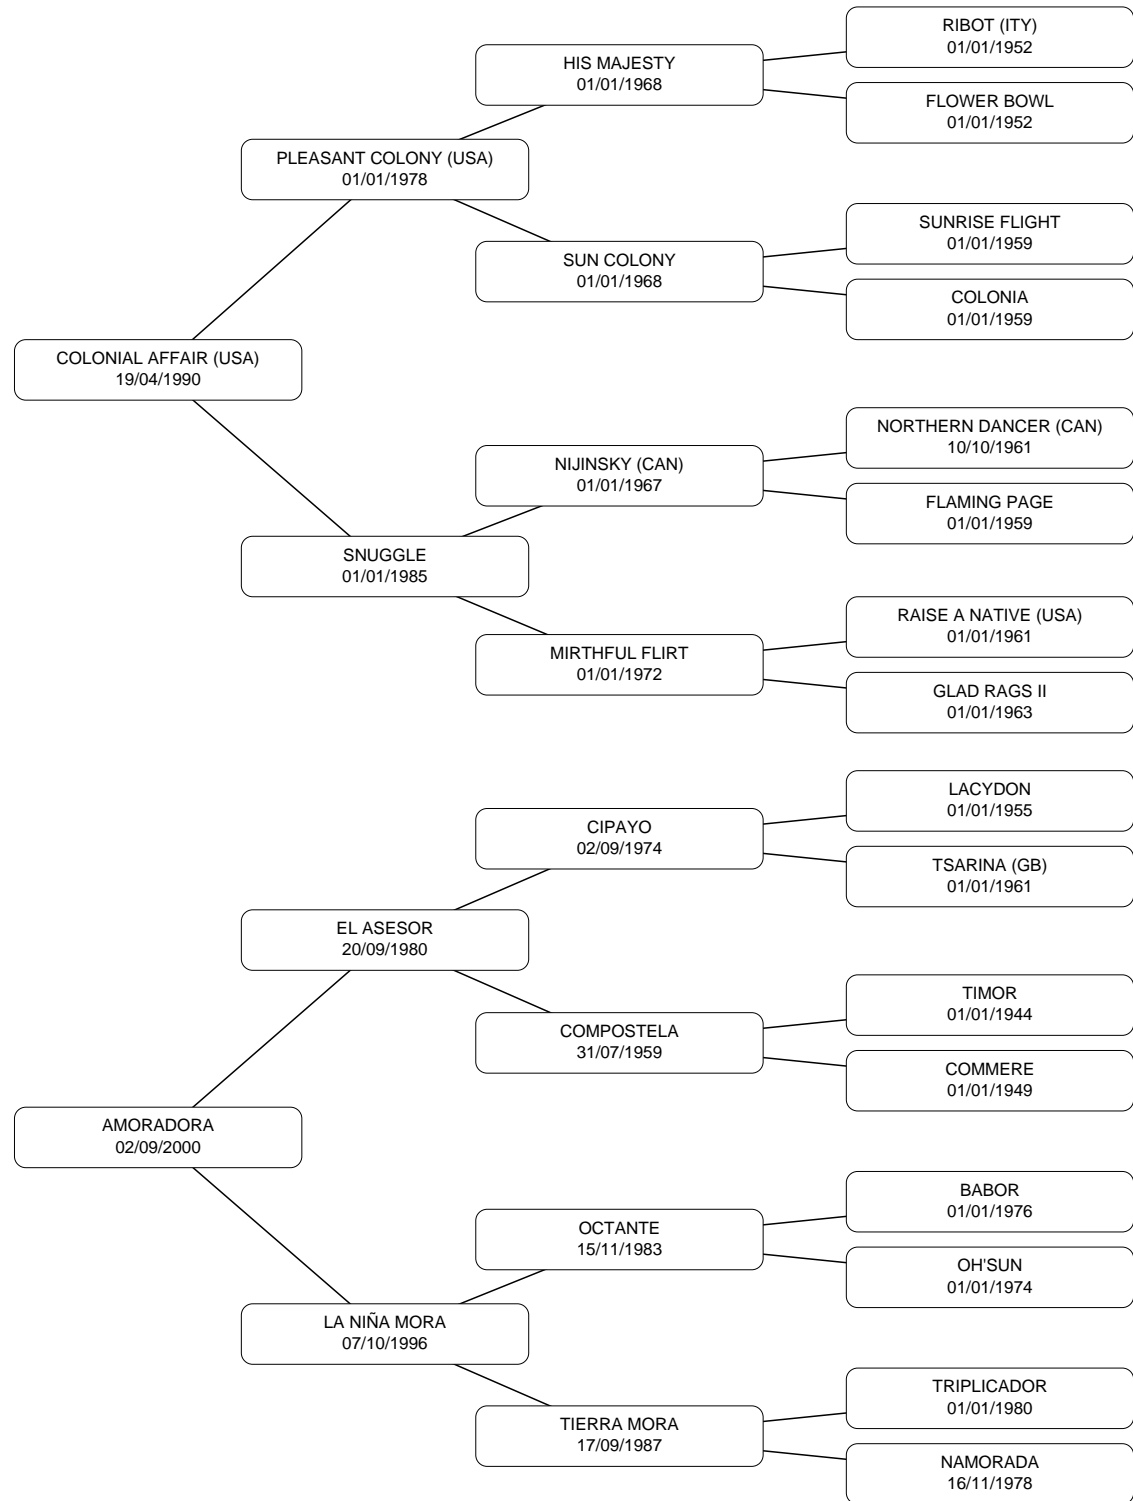 RIBOT (ITY)
01/01/1952
HIS MAJESTY
01/01/1968
FLOWER BOWL
01/01/1952
PLEASANT COLONY (USA)
01/01/1978
SUNRISE FLIGHT
01/01/1959
SUN COLONY
01/01/1968
COLONIA
01/01/1959
COLONIAL AFFAIR (USA)
19/04/1990
NORTHERN DANCER (CAN)
10/10/1961
NIJINSKY (CAN)
01/01/1967
FLAMING PAGE
01/01/1959
SNUGGLE
01/01/1985
RAISE A NATIVE (USA)
01/01/1961
MIRTHFUL FLIRT
01/01/1972
GLAD RAGS II
01/01/1963
LACYDON
01/01/1955
CIPAYO
02/09/1974
TSARINA (GB)
01/01/1961
EL ASESOR
20/09/1980
TIMOR
01/01/1944
COMPOSTELA
31/07/1959
COMMERE
01/01/1949
AMORADORA
02/09/2000
BABOR
01/01/1976
OCTANTE
15/11/1983
OH'SUN
01/01/1974
LA NIÑA MORA
07/10/1996
TRIPLICADOR
01/01/1980
TIERRA MORA
17/09/1987
NAMORADA
16/11/1978